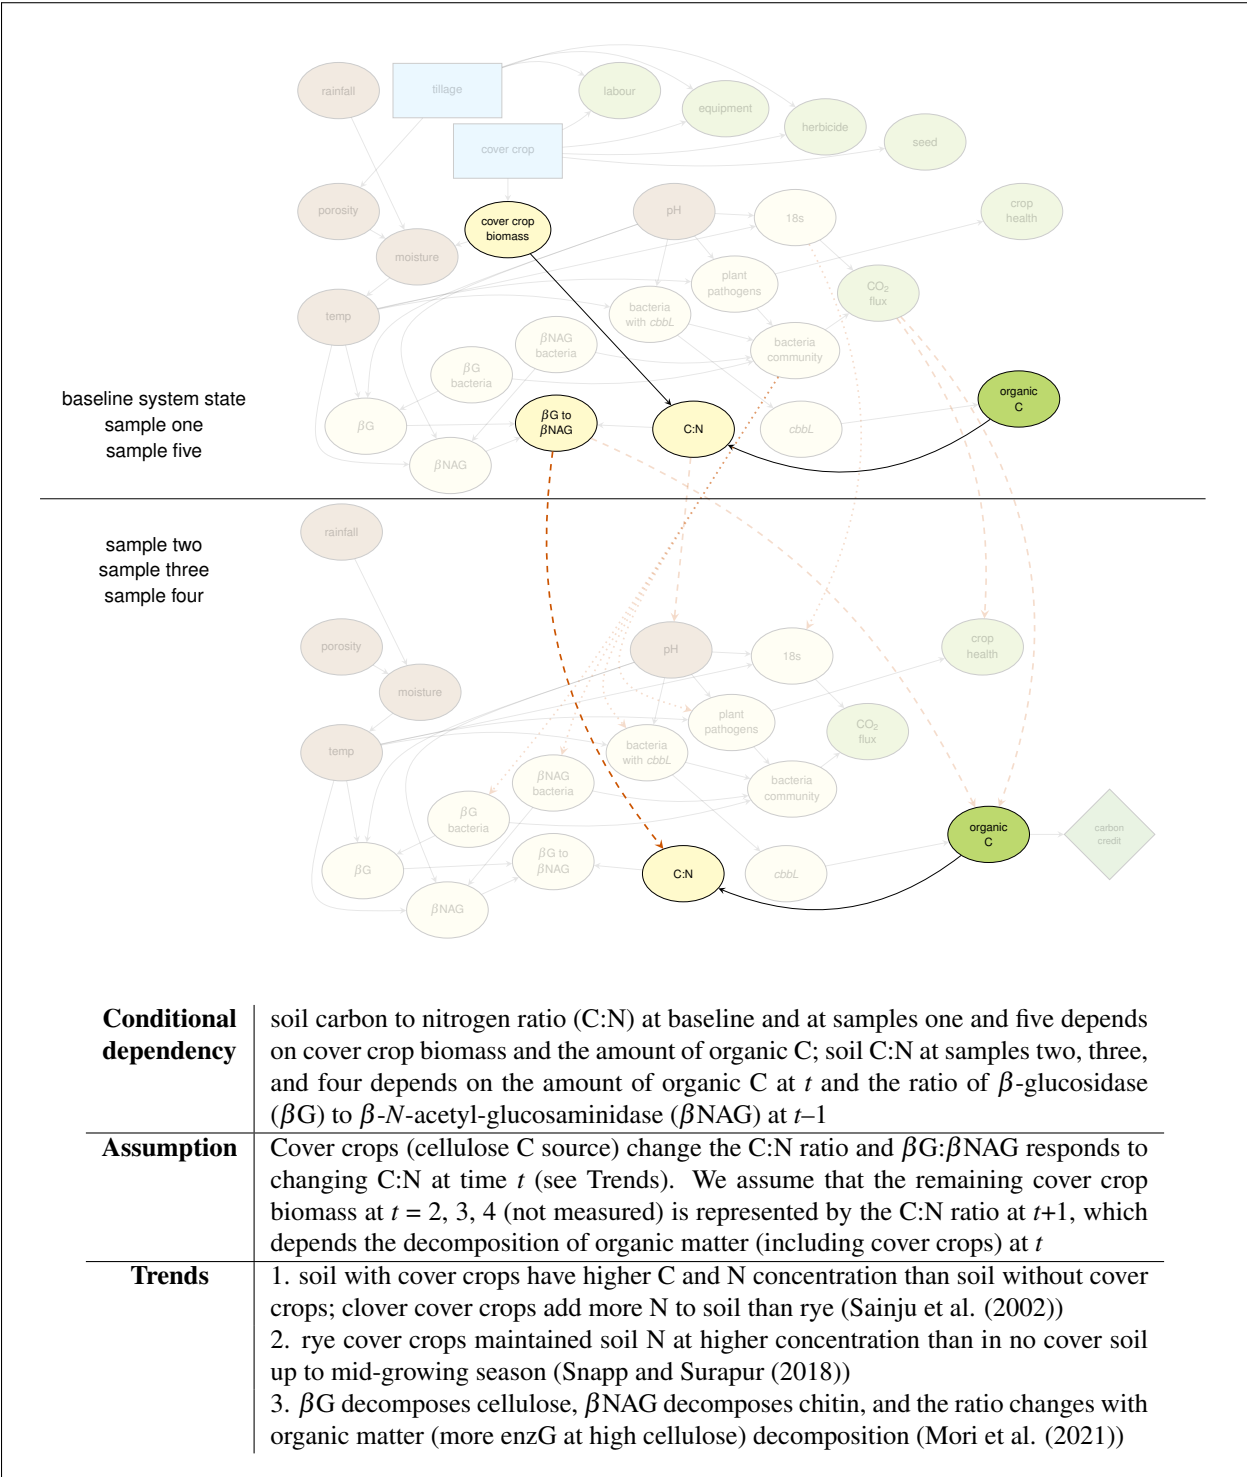 rainfall
tillage
labour
equipment
herbicide
seed
cover crop
porosity
cover crop
biomass
pH
18s
crop
health
moisture
plant
pathogens
CO₂
flux
temp
bacteria
with cbbL
βNAG
bacteria
bacteria
community
βG
bacteria
organic
C
baseline system state
sample one
sample five
βG
βG to
βNAG
C:N
cbbL
βNAG
rainfall
sample two
sample three
sample four
porosity
pH
18s
crop
health
moisture
plant
pathogens
CO₂
flux
temp
bacteria
with cbbL
βNAG
bacteria
bacteria
community
βG
bacteria
organic
C
carbon
credit
βG
βG to
βNAG
C:N
cbbL
βNAG
Conditional dependency
soil carbon to nitrogen ratio (C:N) at baseline and at samples one and five depends
on cover crop biomass and the amount of organic C; soil C:N at samples two, three,
and four depends on the amount of organic C at t and the ratio of β-glucosidase
(βG) to β-N-acetyl-glucosaminidase (βNAG) at t–1
Assumption
Cover crops (cellulose C source) change the C:N ratio and βG:βNAG responds to
changing C:N at time t (see Trends). We assume that the remaining cover crop
biomass at t = 2, 3, 4 (not measured) is represented by the C:N ratio at t+1, which
depends the decomposition of organic matter (including cover crops) at t
Trends
1. soil with cover crops have higher C and N concentration than soil without cover
crops; clover cover crops add more N to soil than rye (Sainju et al. (2002))
2. rye cover crops maintained soil N at higher concentration than in no cover soil
up to mid-growing season (Snapp and Surapur (2018))
3. βG decomposes cellulose, βNAG decomposes chitin, and the ratio changes with
organic matter (more enzG at high cellulose) decomposition (Mori et al. (2021))